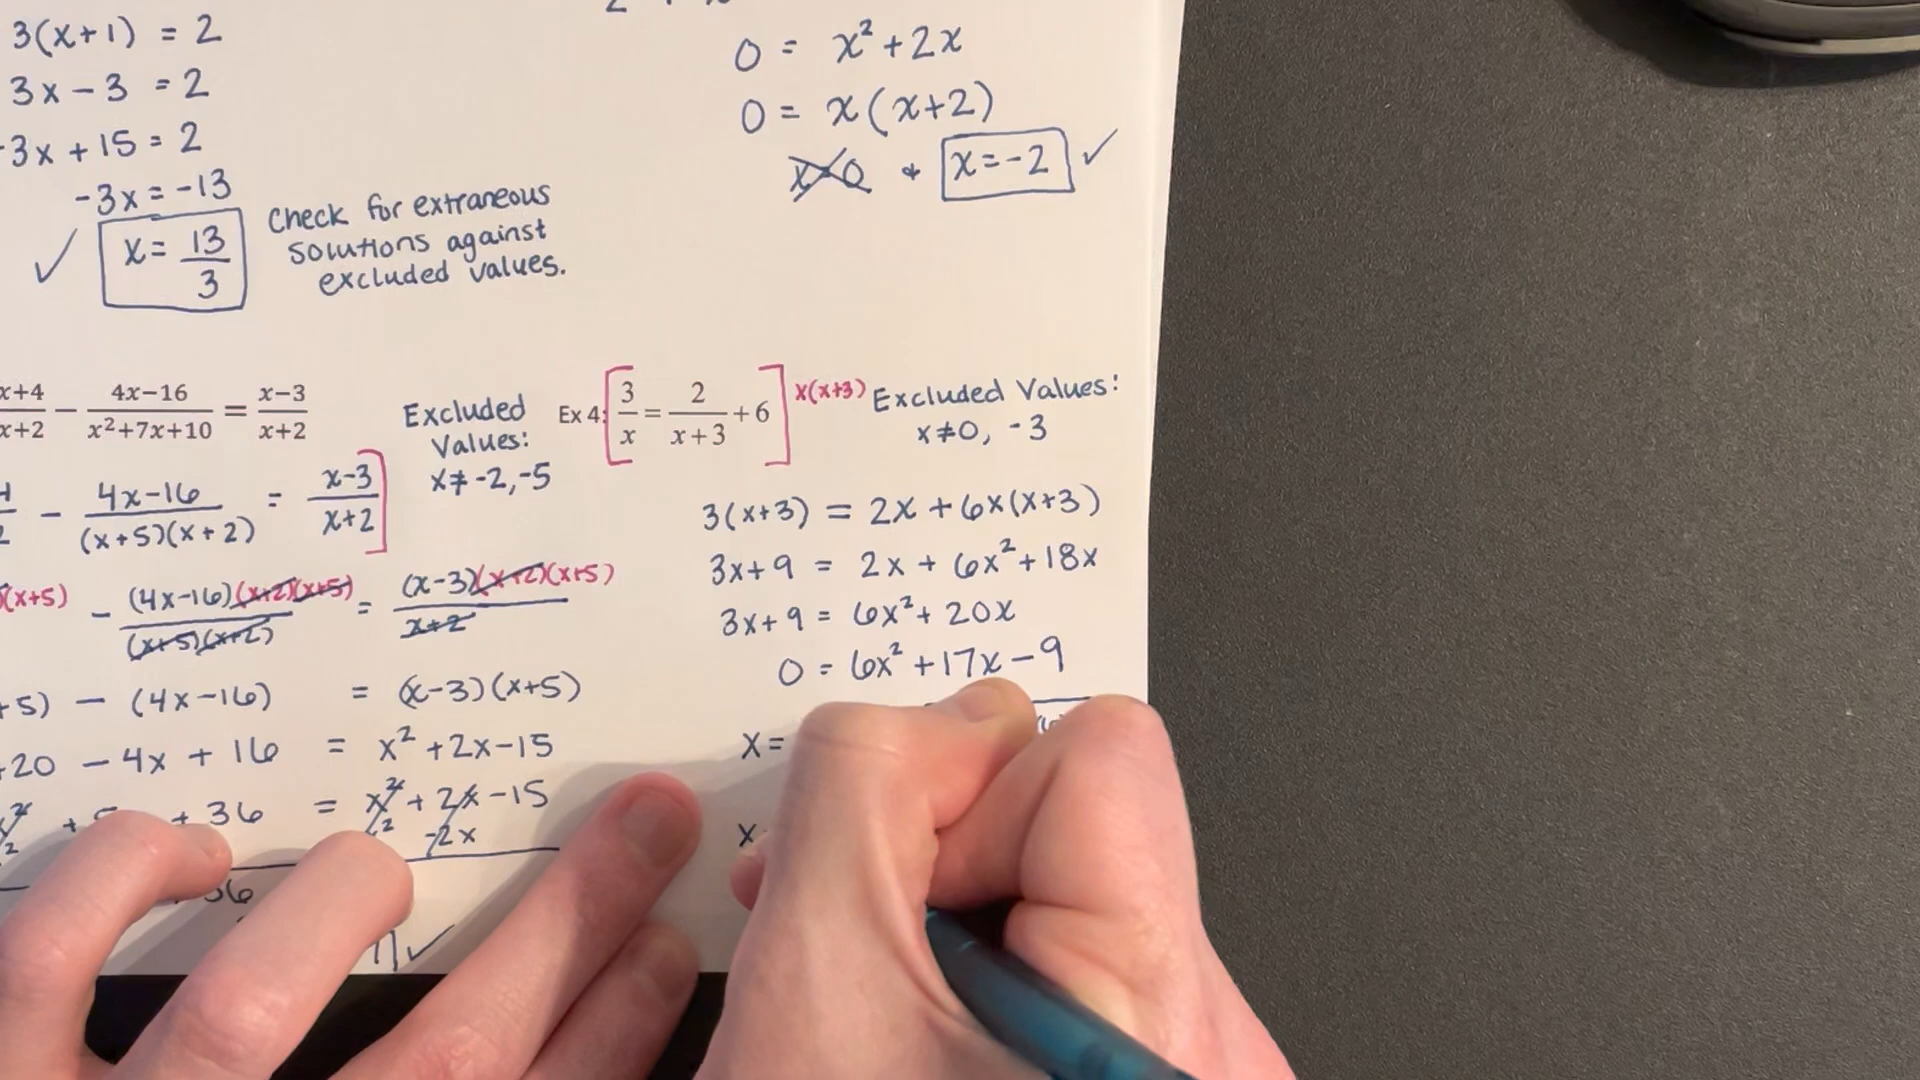 3(x+1) = 2
3x - 3 = 2
-3x + 15 = 2
-3x = -13
x = 13/3
Check for extraneous
solutions against
excluded values.
0 = x² + 2x
0 = x(x+2)
x=0 & x=-2 ✓
x+4/x+2 − 4x−16/x²+7x+10 = x−3/x+2
Excluded
Values:
x≠ -2, -5
- 4x-16/(x+5)(x+2) = x-3/x+2]
(x+5) - (4x-16)(x+2)(x+5)/(x+5)(x+2) = (x-3)(x+2)(x+5)/x+2
+5) - (4x-16) = (x-3)(x+5)
+20 - 4x + 16 = x² + 2x - 15
+ 36 = x² + 2x - 15
-2x
Ex 4: [3/x = 2/x+3 + 6] x(x+3)
Excluded Values:
x≠0, -3
3(x+3) = 2x + 6x(x+3)
3x+9 = 2x + 6x² + 18x
3x+9 = 6x² + 20x
0 = 6x² + 17x - 9
x =
x